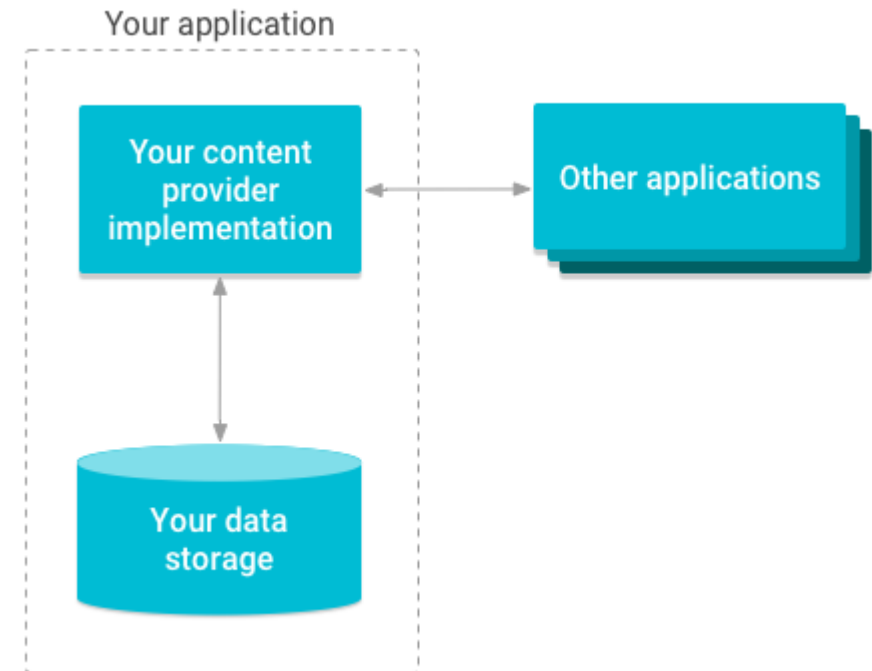 Your application
Your content
provider
implementation
Other applications
Your data
storage